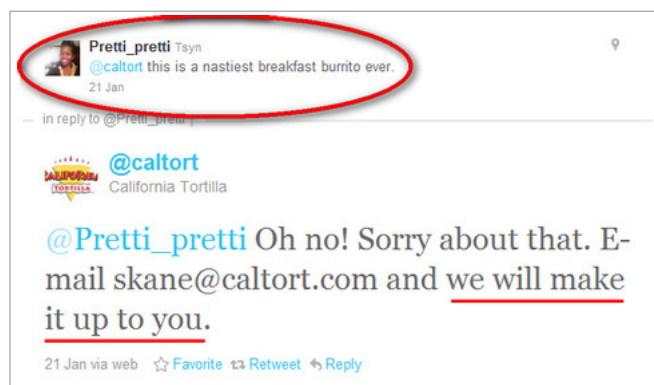 Pretti_pretti Tsyn
@caltort this is a nastiest breakfast burrito ever.
21 Jan
in reply to @Pretti_pretti
@caltort
CALIFORNIA
TORTILLA
California Tortilla
@Pretti_pretti Oh no! Sorry about that. E-
mail skane@caltort.com and we will make
it up to you.
21 Jan via web Favorite Retweet Reply